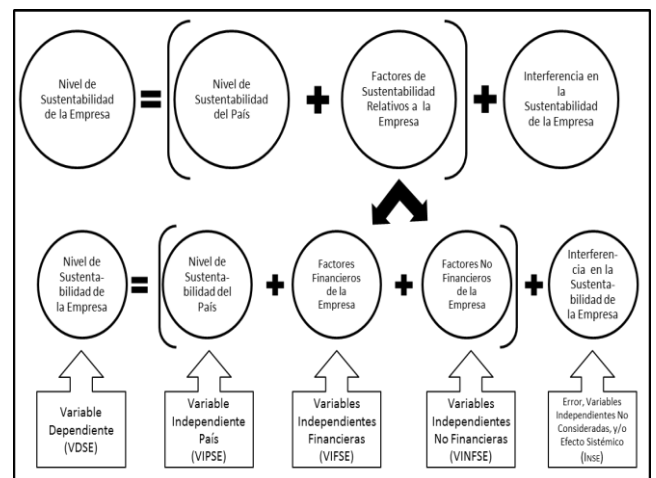 Nivel de
Sustentabilidad
de la Empresa
=
Nivel de
Sustentabilidad
del País
+
Factores de
Sustentabilidad
Relativos a la
Empresa
+
Interferencia en
la
Sustentabilidad
de la Empresa
Nivel de
Sustenta-
bilidad de
la Empresa
=
Nivel de
Sustenta-
bilidad del
País
+
Factores
Financieros
de la
Empresa
+
Factores No
Financieros
de la
Empresa
+
Interferen-
cia en la
Sustenta-
bilidad de
la Empresa
Variable
Dependiente
(VDSE)
Variable
Independiente
País
(VIPSE)
Variables
Independientes
Financieras
(VIFSE)
Variables
Independientes
No Financieras
(VINFSE)
Error, Variables
Independientes No
Consideradas, y/o
Efecto Sistémico
(INSE)